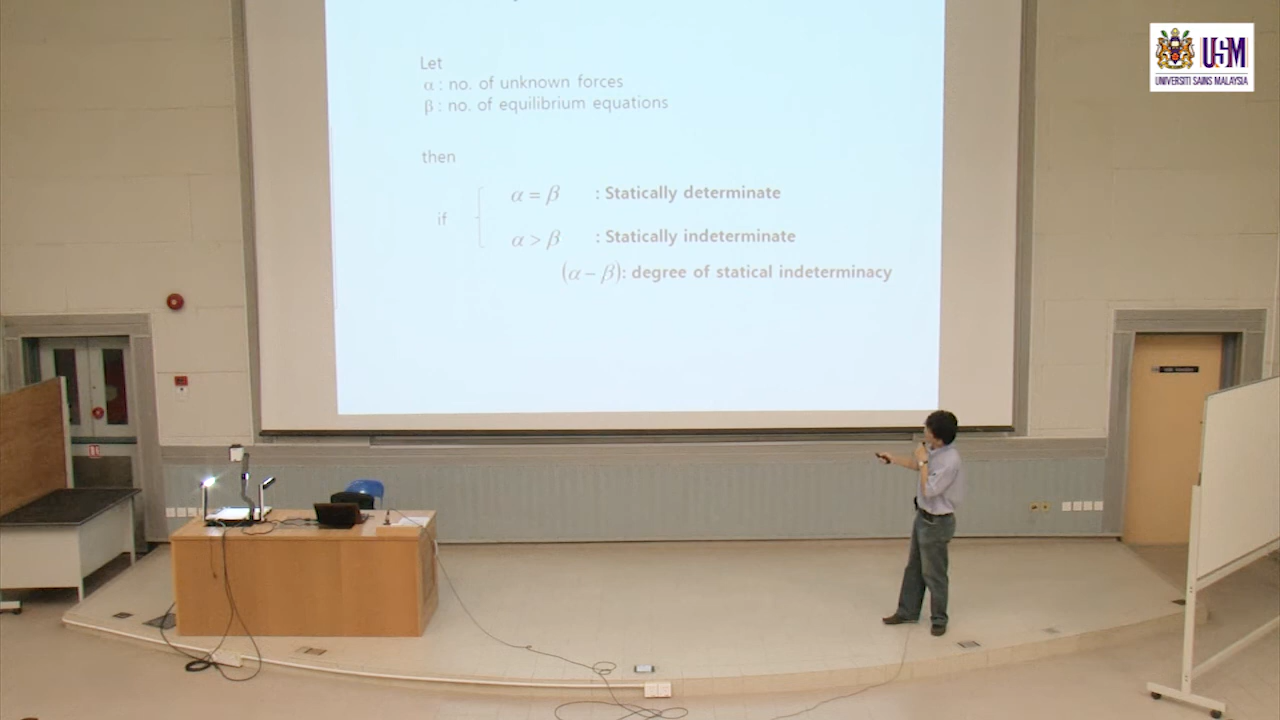 USM
UNIVERSITI SAINS MALAYSIA
Let
α : no. of unknown forces
β : no. of equilibrium equations
then
if
α = β : Statically determinate
α > β : Statically indeterminate
(α − β): degree of statical indeterminacy